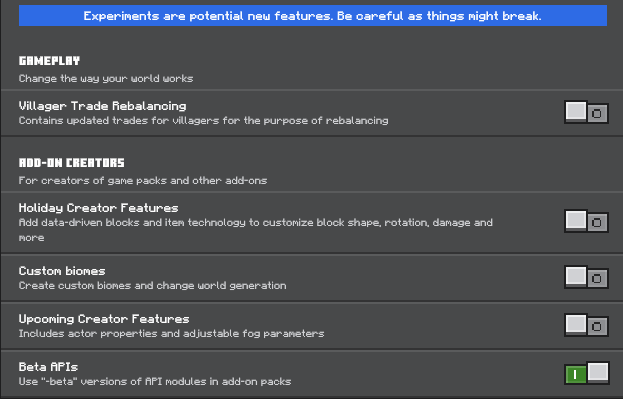 Experiments are potential new features. Be careful as things might break.
GAMEPLAY
Change the way your world works
Villager Trade Rebalancing
Contains updated trades for villagers for the purpose of rebalancing
ADD-ON CREATORS
For creators of game packs and other add-ons
Holiday Creator Features
Add data-driven blocks and item technology to customize block shape, rotation, damage and
more
Custom biomes
Create custom biomes and change world generation
Upcoming Creator Features
Includes actor properties and adjustable fog parameters
Beta APIs
Use "-beta" versions of API modules in add-on packs